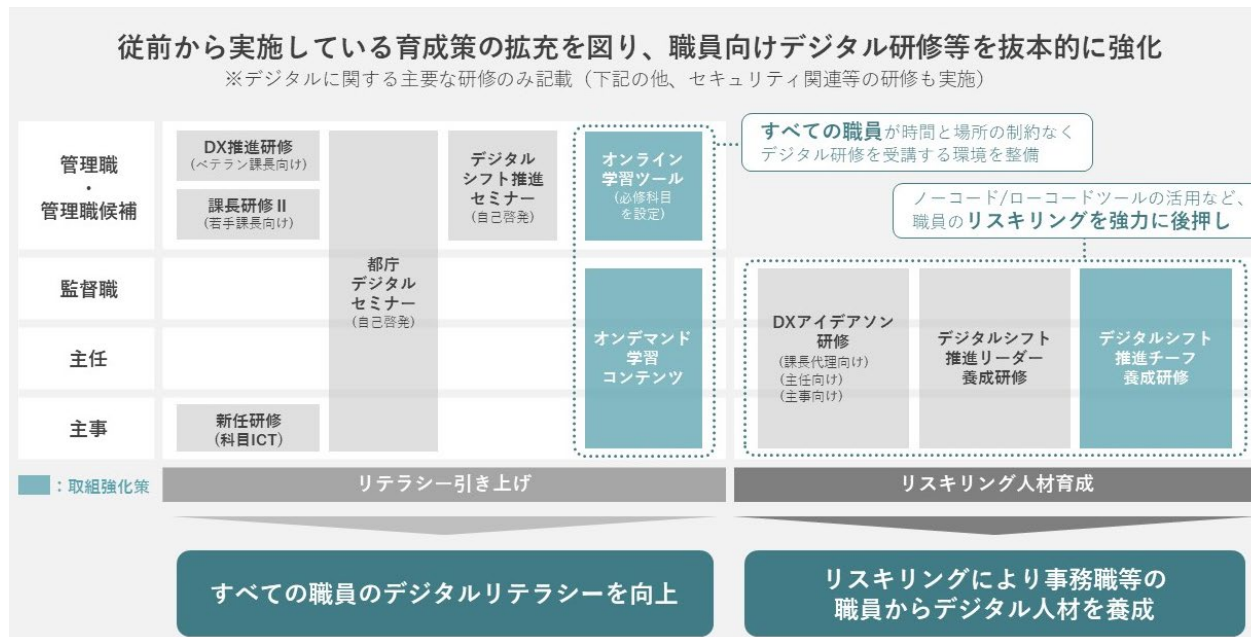 従前から実施している育成策の拡充を図り、職員向けデジタル研修等を抜本的に強化
※デジタルに関する主要な研修のみ記載（下記の他、セキュリティ関連等の研修も実施）
管理職
・
管理職候補
DX推進研修
(ベテラン課長向け)
課長研修Ⅱ
(若手課長向け)
デジタル
シフト推進
セミナー
(自己啓発)
オンライン
学習ツール
(必修科目
を設定)
すべての職員が時間と場所の制約なく
デジタル研修を受講する環境を整備
ノーコード/ローコードツールの活用など、
職員のリスキリングを強力に後押し
監督職
主任
主事
都庁
デジタル
セミナー
(自己啓発)
新任研修
(科目ICT)
オンデマンド
学習
コンテンツ
DXアイデアソン
研修
(課長代理向け)
(主任向け)
(主事向け)
デジタルシフト
推進リーダー
養成研修
デジタルシフト
推進チーフ
養成研修
：取組強化策
リテラシー引き上げ
リスキリング人材育成
すべての職員のデジタルリテラシーを向上
リスキリングにより事務職等の
職員からデジタル人材を養成